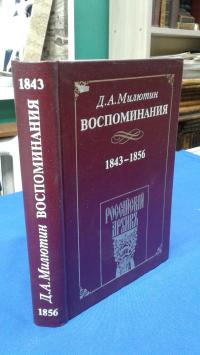 1843
Д.А.Милютин ВОСПОМИНАНИЯ
1856
Д.А.Милютин
ВОСПОМИНАНИЯ
1843–1856
РОССИЙСКИЙ
АРХИВ